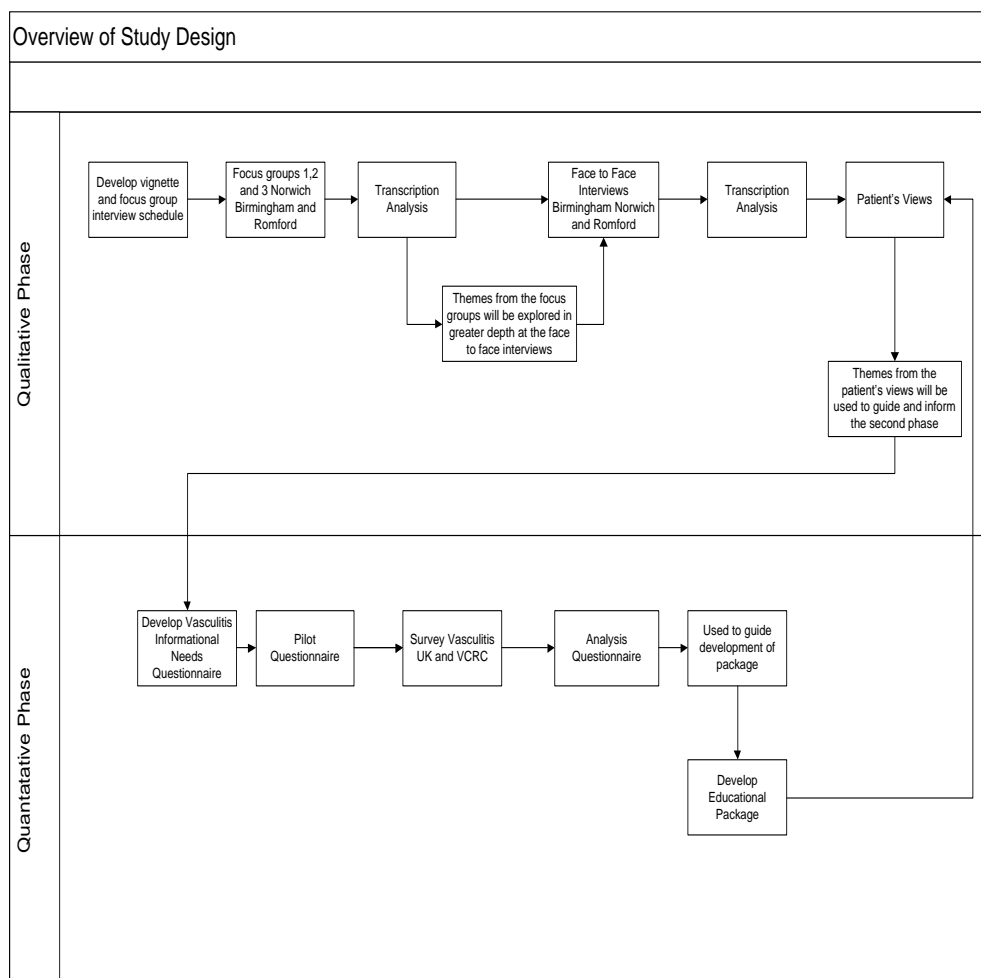 Overview of Study Design
Qualitative Phase
Develop vignette
and focus group
interview schedule
Focus groups 1,2
and 3 Norwich
Birmingham and
Romford
Transcription
Analysis
Face to Face
Interviews
Birmingham Norwich
and Romford
Transcription
Analysis
Patient's Views
Themes from the focus
groups will be explored in
greater depth at the face
to face interviews
Themes from the
patient's views will be
used to guide and inform
the second phase
Quantatative Phase
Develop Vasculitis
Informational
Needs
Questionnaire
Pilot
Questionnaire
Survey Vasculitis
UK and VCRC
Analysis
Questionnaire
Used to guide
development of
package
Develop
Educational
Package